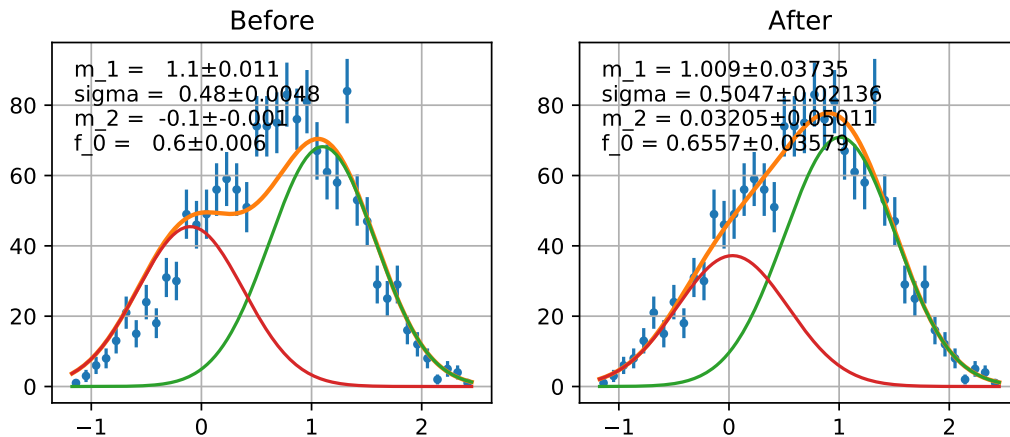 Before
m_1 = 1.1±0.011
sigma = 0.48±0.0048
m_2 = -0.1±-0.001
f_0 = 0.6±0.006
80
60
40
20
0
−1 0 1 2
After
m_1 = 1.009±0.03735
sigma = 0.5047±0.02136
m_2 = 0.03205±0.05011
f_0 = 0.6557±0.03579
80
60
40
20
0
−1 0 1 2